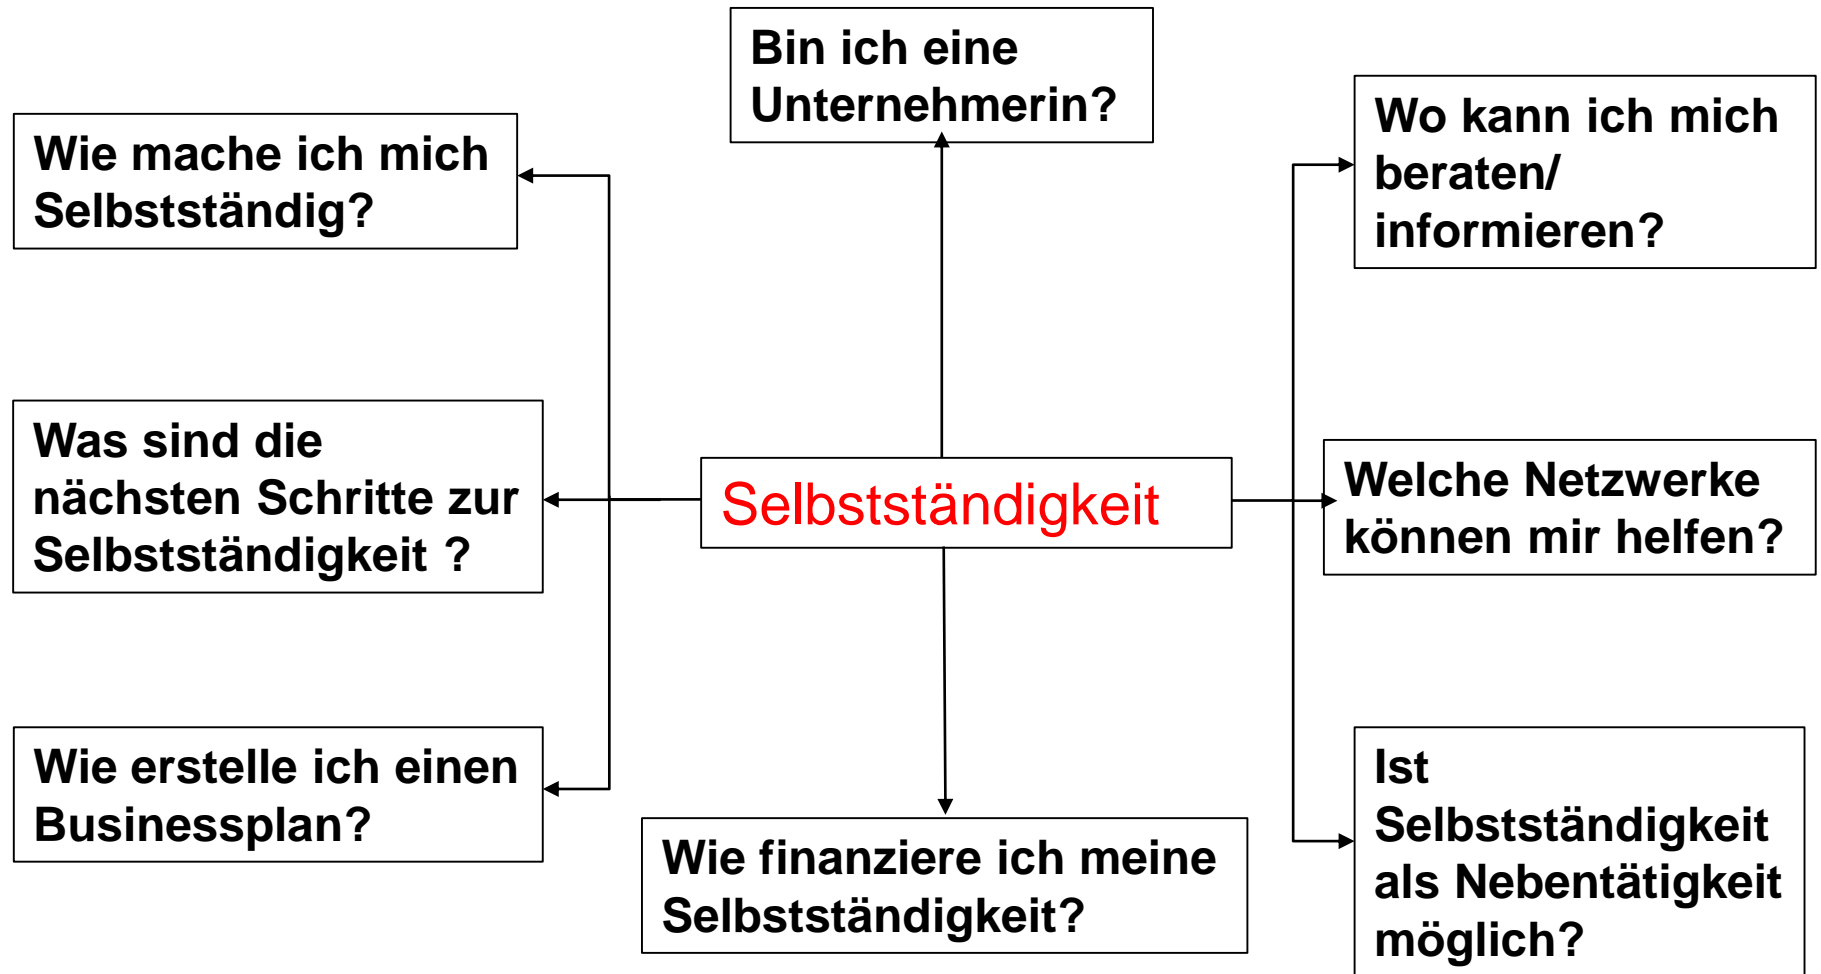 Bin ich eine
Unternehmerin?
Wie mache ich mich
Selbstständig?
Wo kann ich mich
beraten/
informieren?
Was sind die
nächsten Schritte zur
Selbstständigkeit ?
Selbstständigkeit
Welche Netzwerke
können mir helfen?
Wie erstelle ich einen
Businessplan?
Wie finanziere ich meine
Selbstständigkeit?
Ist
Selbstständigkeit
als Nebentätigkeit
möglich?